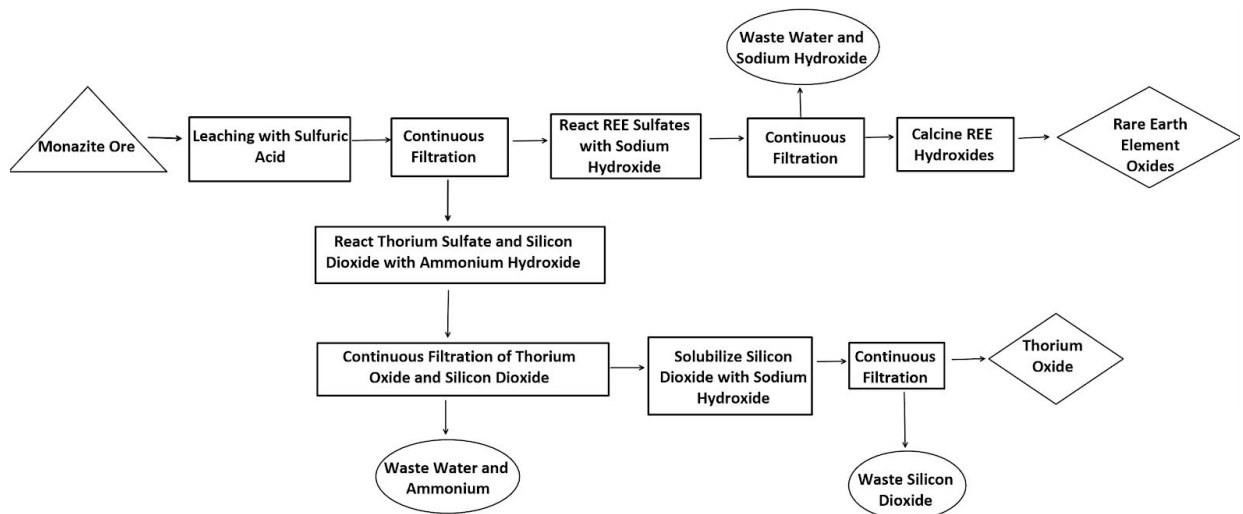 Waste Water and
Sodium Hydroxide
Monazite Ore
Leaching with Sulfuric
Acid
Continuous
Filtration
React REE Sulfates
with Sodium
Hydroxide
Continuous
Filtration
Calcine REE
Hydroxides
Rare Earth
Element
Oxides
React Thorium Sulfate and Silicon
Dioxide with Ammonium Hydroxide
Continuous Filtration of Thorium
Oxide and Silicon Dioxide
Solubilize Silicon
Dioxide with Sodium
Hydroxide
Continuous
Filtration
Thorium
Oxide
Waste Water and
Ammonium
Waste Silicon
Dioxide